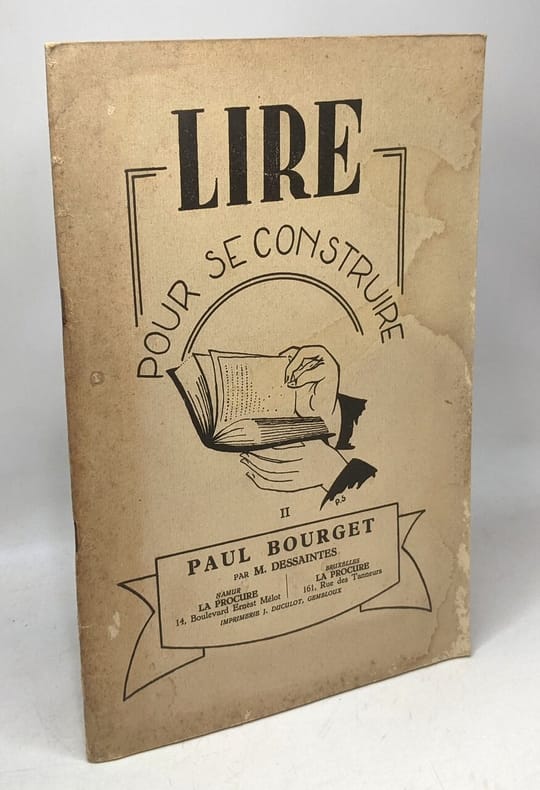 LIRE
POUR SE CONSTRUIRE
P.S
II
PAUL BOURGET
PAR M. DESSAINTES
NAMUR
LA PROCURE
14, Boulevard Ernest Mélot
BRUXELLES
LA PROCURE
161, Rue des Tanneurs
IMPRIMERIE J. DUCULOT, GEMBLOUX